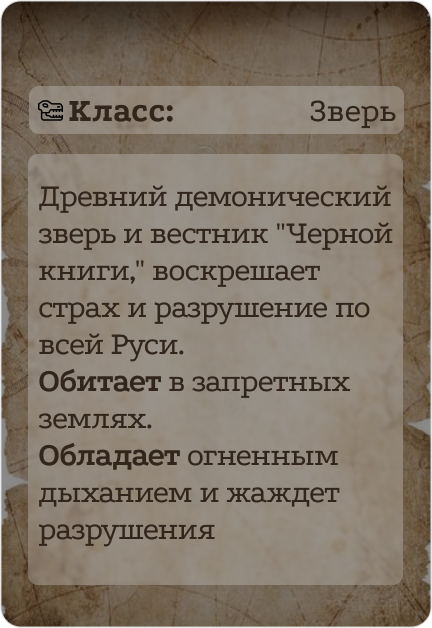 Класс: Зверь
Древний демонический
зверь и вестник "Черной
книги," воскрешает
страх и разрушение по
всей Руси.
Обитает в запретных
землях.
Обладает огненным
дыханием и жаждет
разрушения